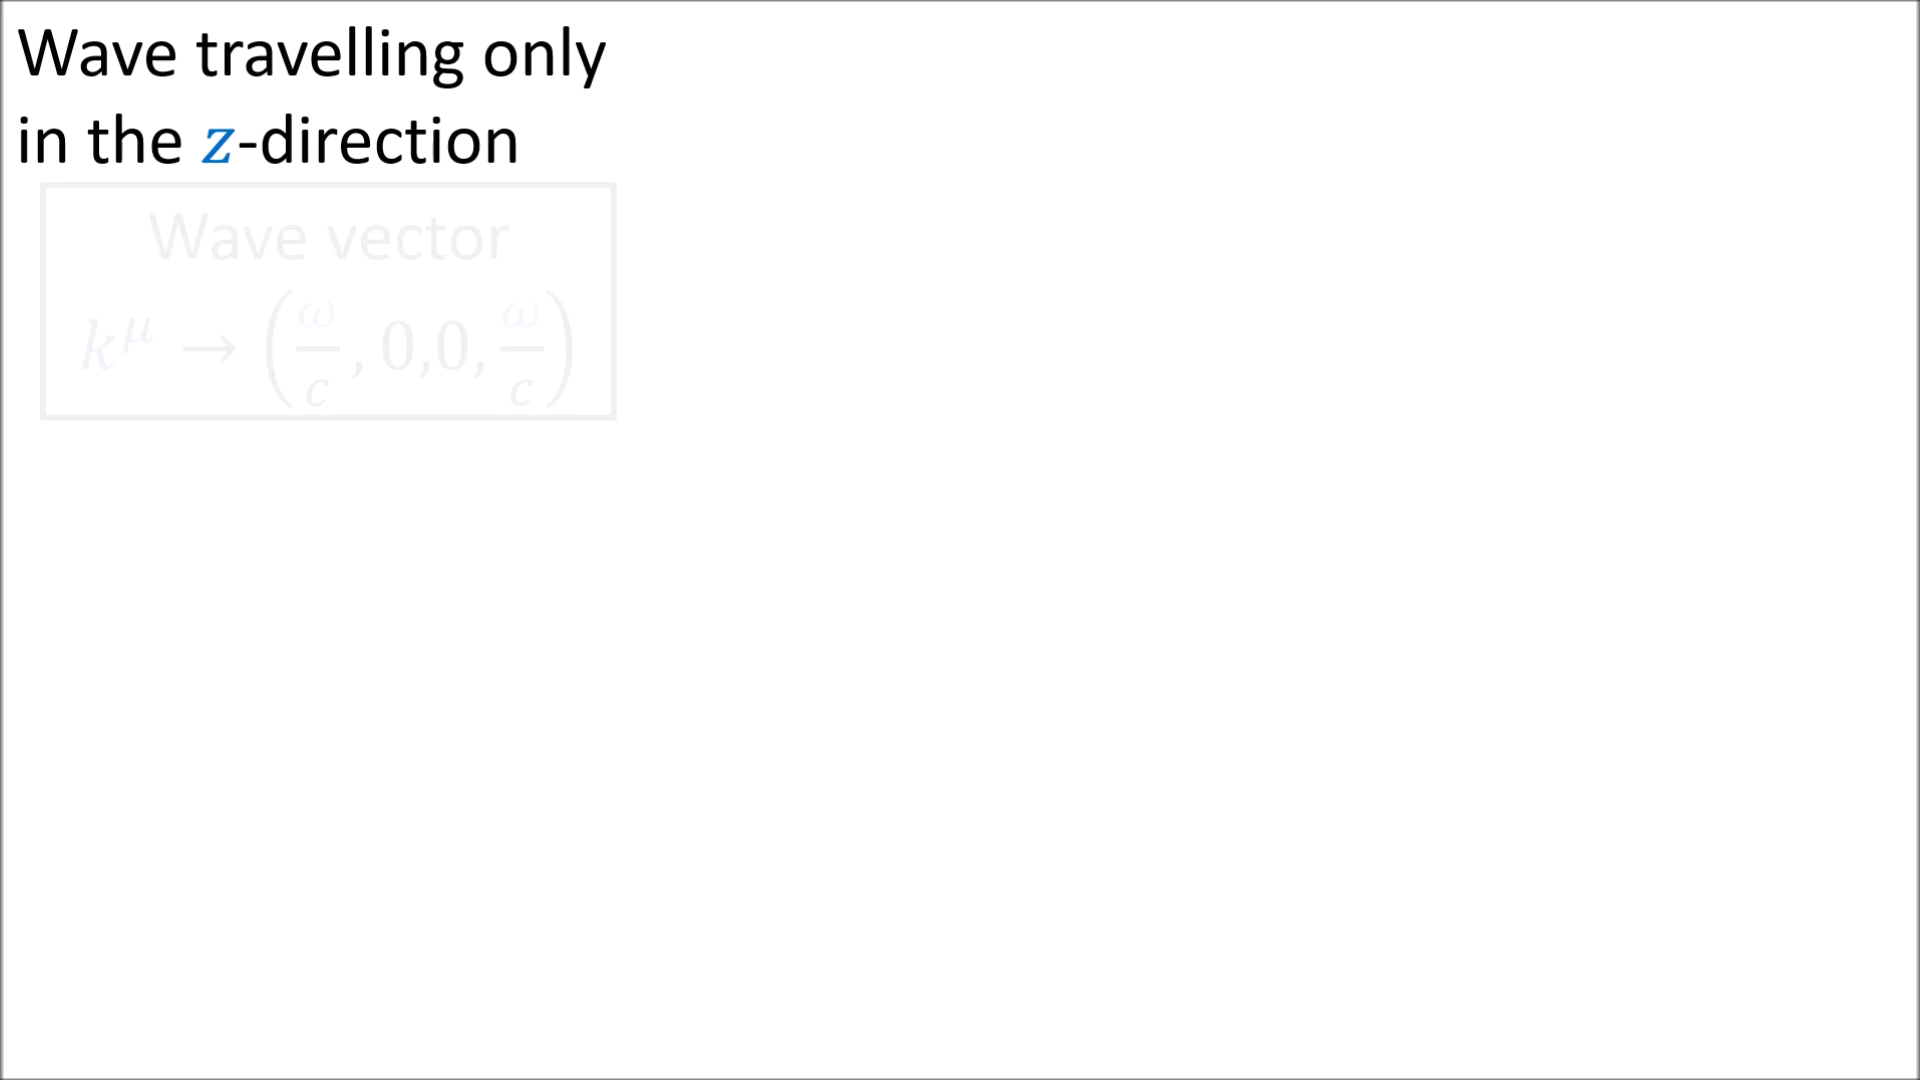 Wave travelling only
in the z-direction
Wave vector
k^μ → (ω/c, 0,0, ω/c)